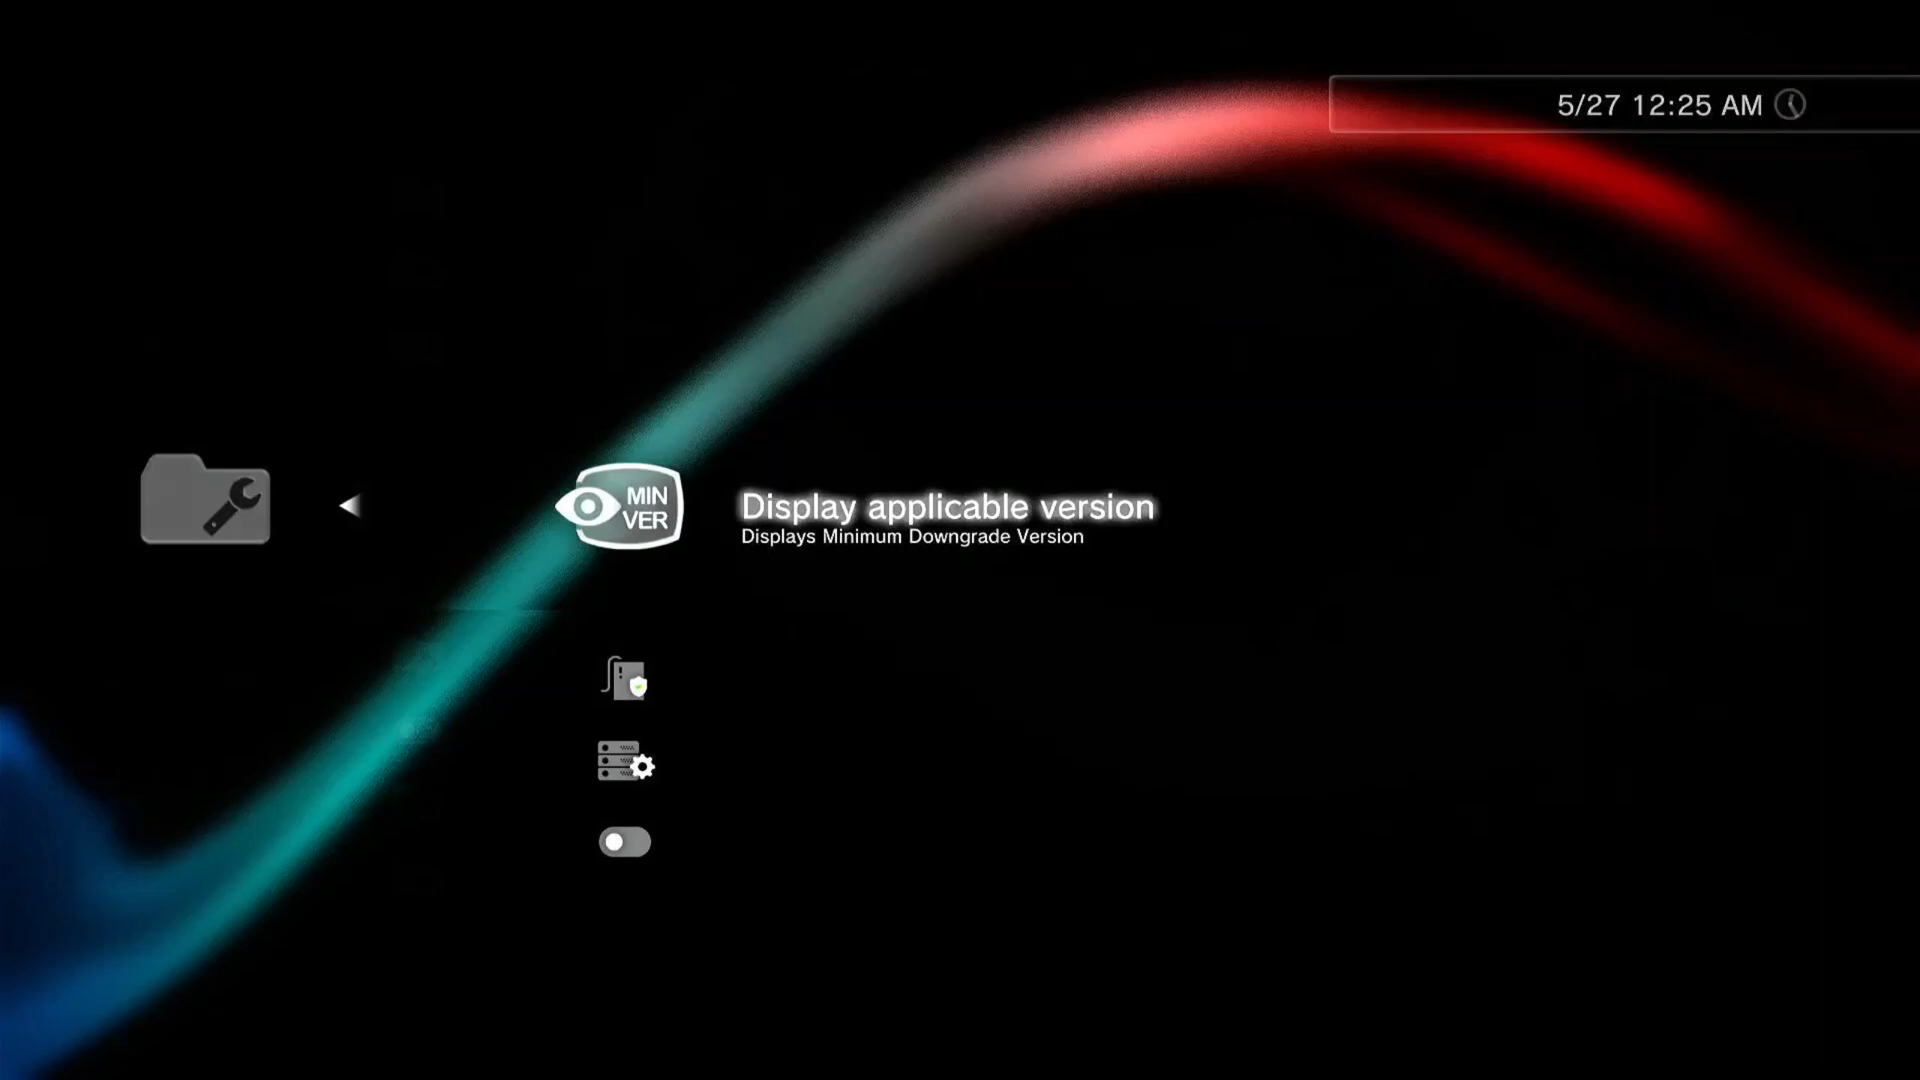 5/27 12:25 AM
MIN
VER
Display applicable version
Displays Minimum Downgrade Version